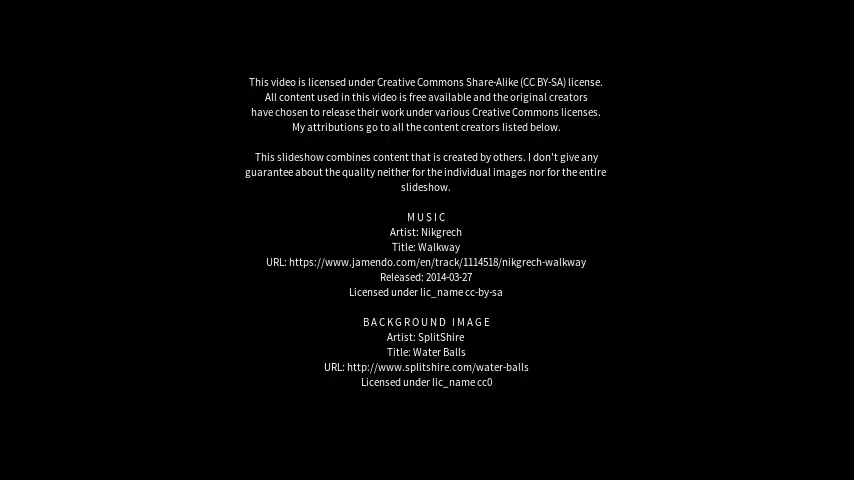 This video is licensed under Creative Commons Share-Alike (CC BY-SA) license.
All content used in this video is free available and the original creators
have chosen to release their work under various Creative Commons licenses.
My attributions go to all the content creators listed below.
This slideshow combines content that is created by others. I don't give any
guarantee about the quality neither for the individual images nor for the entire
slideshow.
MUSIC
Artist: Nikgrech
Title: Walkway
URL: https://www.jamendo.com/en/track/1114518/nikgrech-walkway
Released: 2014-03-27
Licensed under lic_name cc-by-sa
BACKGROUND IMAGE
Artist: SplitShire
Title: Water Balls
URL: http://www.splitshire.com/water-balls
Licensed under lic_name cc0